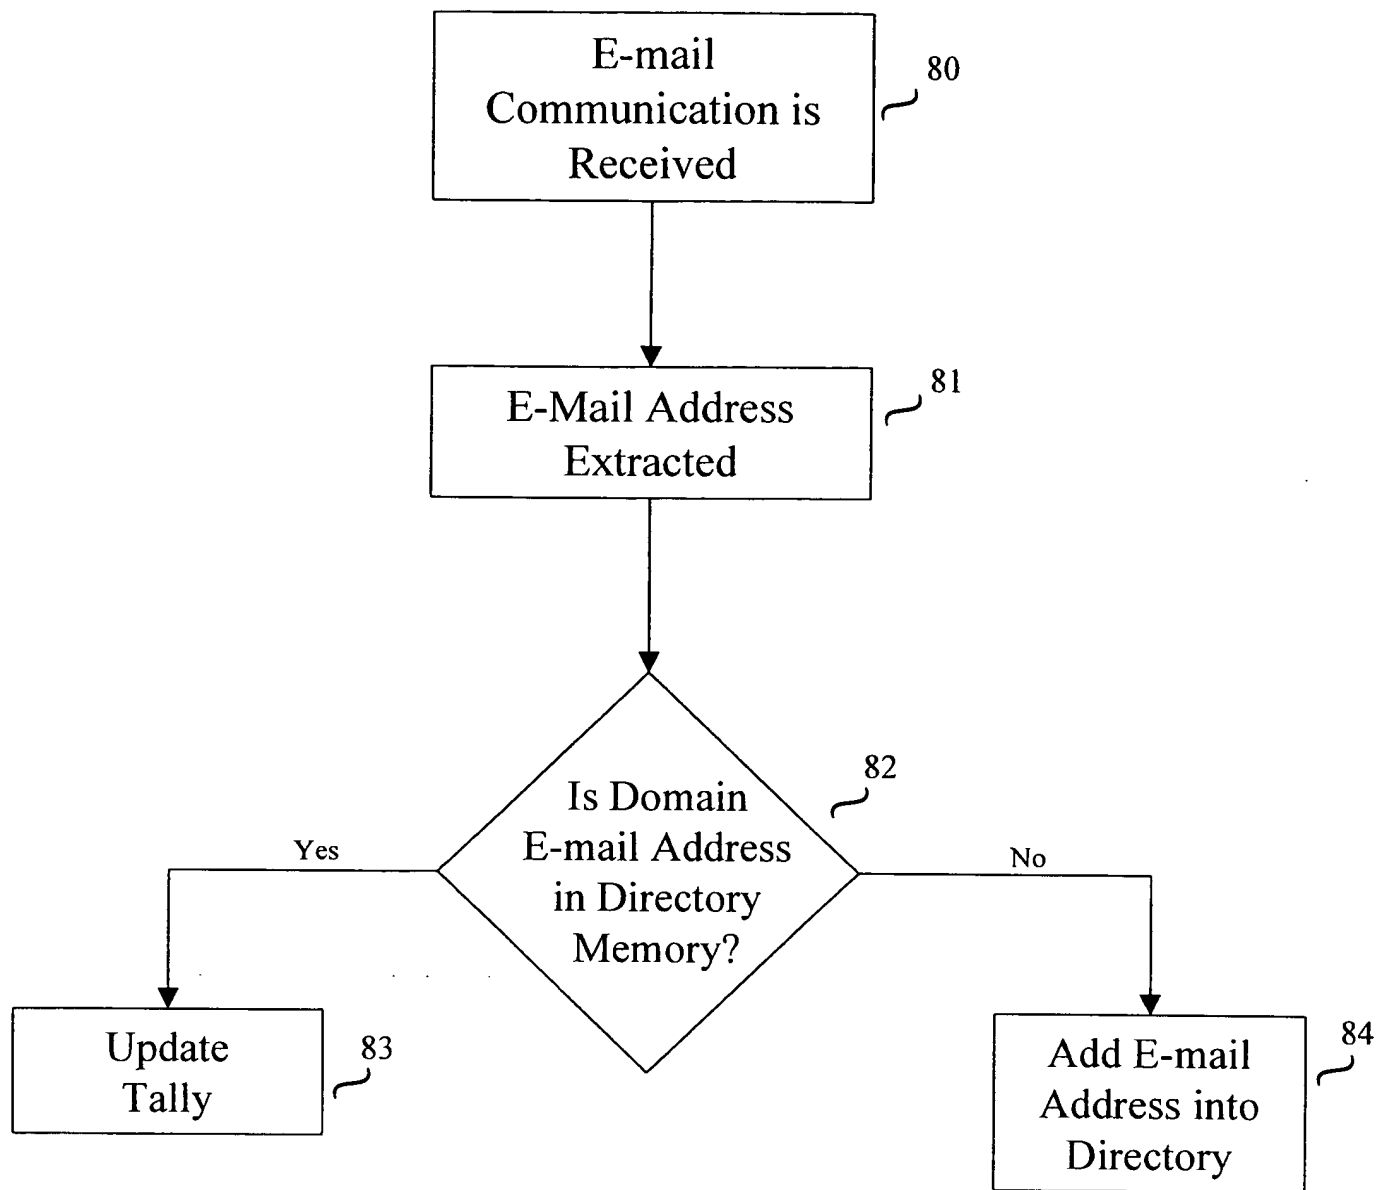 E-mail
Communication is
Received
80
E-Mail Address
Extracted
81
Is Domain
E-mail Address
in Directory
Memory?
82
Yes
No
Update
Tally
83
Add E-mail
Address into
Directory
84